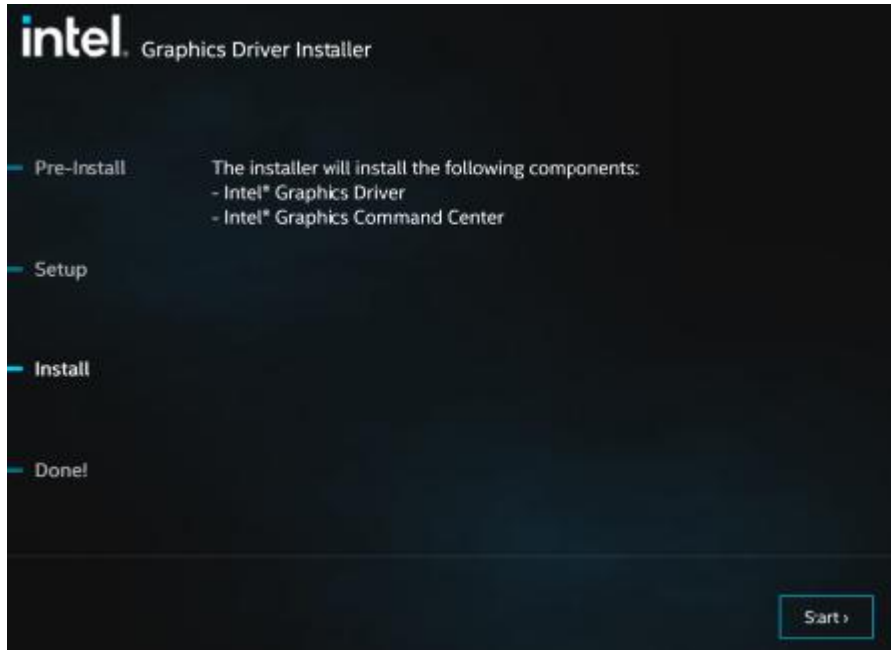 intel. Graphics Driver Installer
Pre-Install
The installer will install the following components:
- Intel® Graphics Driver
- Intel® Graphics Command Center
Setup
Install
Done!
Start ›